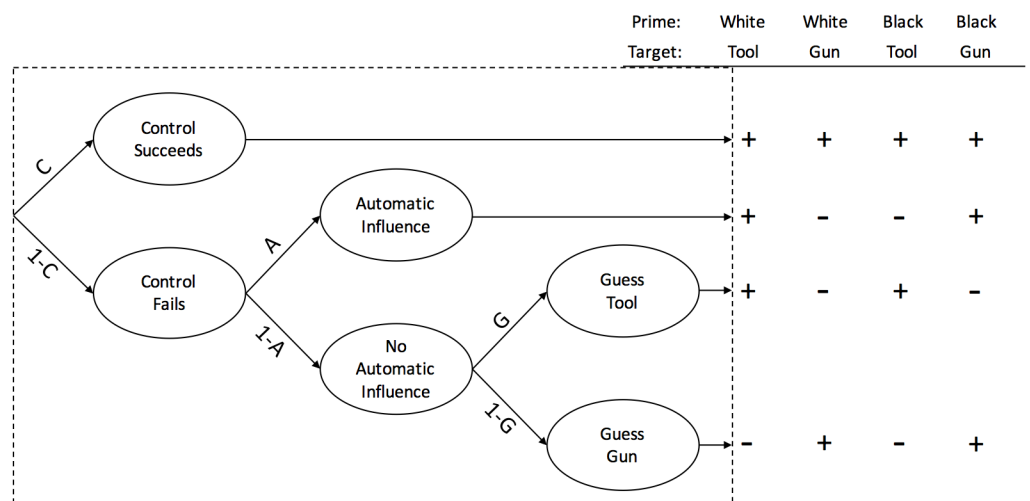 Prime: White White Black Black
Target: Tool Gun Tool Gun
Control
Succeeds
+ + + +
C
Automatic
Influence
+ - - +
A
1-C
Control
Fails
Guess
Tool
+ - + -
G
1-A
No
Automatic
Influence
1-G
Guess
Gun
- + - +